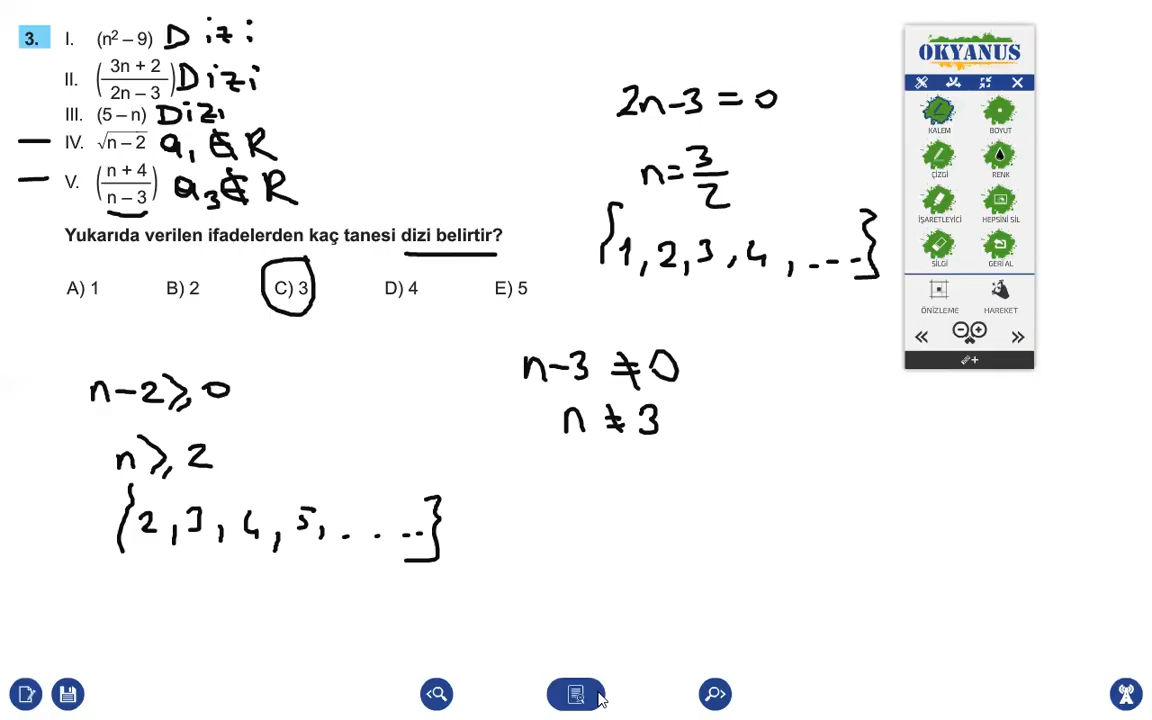 3. I. (n² – 9) Dizi
II. (3n + 2 / 2n – 3) Dizi
III. (5 – n) Dizi
IV. √n – 2 a₁ ∉ R
V. (n + 4 / n – 3) a₃ ∉ R
Yukarıda verilen ifadelerden kaç tanesi dizi belirtir?
A) 1 B) 2 C) 3 D) 4 E) 5
2n–3 = 0
n = 3/2
{1, 2, 3, 4, ...}
n–3 ≠ 0
n ≠ 3
n – 2 ⩾ 0
n ⩾ 2
{2, 3, 4, 5, . . ...}
OKYANUS
KALEM BOYUT
ÇİZGİ RENK
İŞARETLEYİCİ HEPSİNİ SİL
SİLGİ GERİ AL
ÖNİZLEME HAREKET